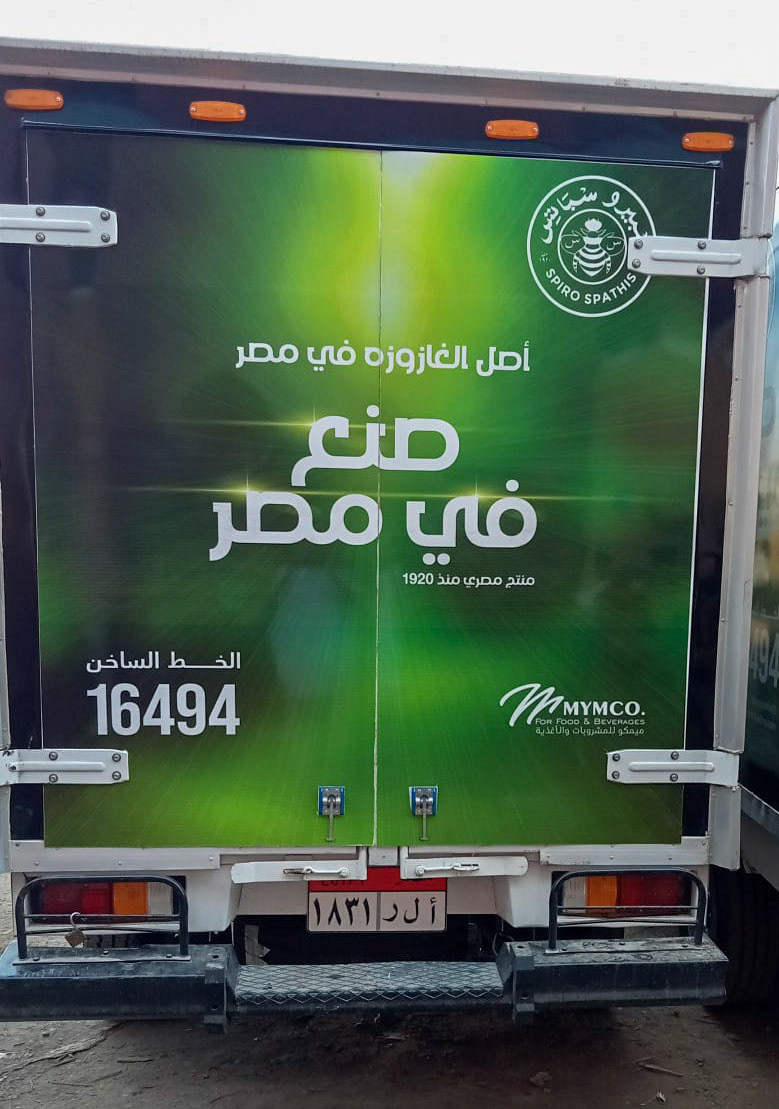 سبيرو سباتس
SPIRO SPATHIS
أصل الغازوزه في مصر
صنع
في مصر
منتج مصري منذ 1920
الخـــط الساخن
16494
MYMCO.
FOR FOOD & BEVERAGES
ميمكو للمشروبات والأغذية
أ ل ر ١٨٣١